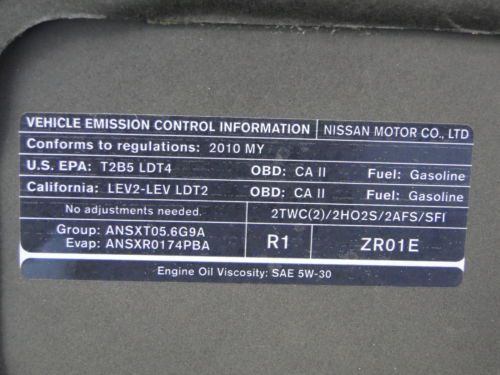 VEHICLE EMISSION CONTROL INFORMATION NISSAN MOTOR CO., LTD
Conforms to regulations: 2010 MY
U.S. EPA: T2B5 LDT4 OBD: CA II Fuel: Gasoline
California: LEV2-LEV LDT2 OBD: CA II Fuel: Gasoline
No adjustments needed. 2TWC(2)/2HO2S/2AFS/SFI
Group: ANSXT05.6G9A
Evap: ANSXR0174PBA
R1 ZR01E
Engine Oil Viscosity: SAE 5W-30